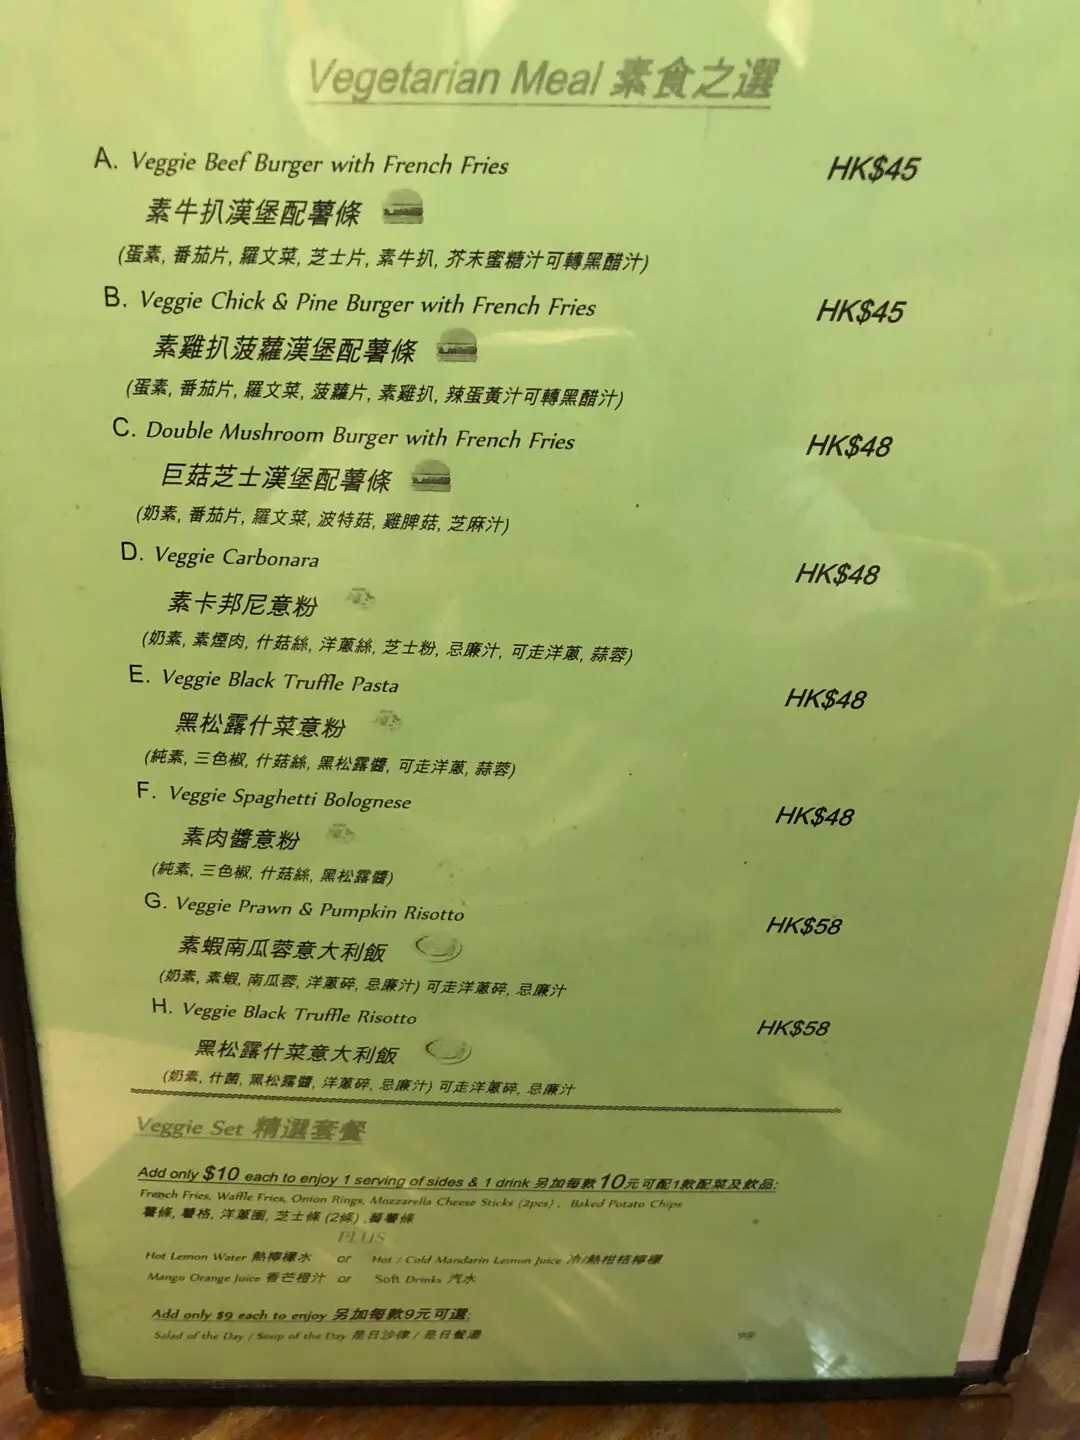 Vegetarian Meal 素食之選
A. Veggie Beef Burger with French Fries HK$45
素牛扒漢堡配薯條
(蛋素, 番茄片, 羅文菜, 芝士片, 素牛扒, 芥末蜜糖汁可轉黑醋汁)
B. Veggie Chick & Pine Burger with French Fries HK$45
素雞扒菠蘿漢堡配薯條
(蛋素, 番茄片, 羅文菜, 菠蘿片, 素雞扒, 辣蛋黃汁可轉黑醋汁)
C. Double Mushroom Burger with French Fries HK$48
巨菇芝士漢堡配薯條
(奶素, 番茄片, 羅文菜, 波特菇, 雞脾菇, 芝麻汁)
D. Veggie Carbonara HK$48
素卡邦尼意粉
(奶素, 素煙肉, 什菇絲, 洋蔥絲, 芝士粉, 忌廉汁, 可走洋蔥, 蒜蓉)
E. Veggie Black Truffle Pasta HK$48
黑松露什菜意粉
(純素, 三色椒, 什菇絲, 黑松露醬, 可走洋蔥, 蒜蓉)
F. Veggie Spaghetti Bolognese HK$48
素肉醬意粉
(純素, 三色椒, 什菇絲, 黑松露醬)
G. Veggie Prawn & Pumpkin Risotto HK$58
素蝦南瓜蓉意大利飯
(奶素, 素蝦, 南瓜蓉, 洋蔥碎, 忌廉汁) 可走洋蔥碎, 忌廉汁
H. Veggie Black Truffle Risotto HK$58
黑松露什菜意大利飯
(奶素, 什菌, 黑松露醬, 洋蔥碎, 忌廉汁) 可走洋蔥碎, 忌廉汁
Veggie Set 精選套餐
Add only $10 each to enjoy 1 serving of sides & 1 drink 另加每款10元可配1款配菜及飲品:
French Fries, Waffle Fries, Onion Rings, Mozzarella Cheese Sticks (2pcs) , Baked Potato Chips
薯條, 薯格, 洋蔥圈, 芝士條 (2條) ,蕃薯條
PLUS
Hot Lemon Water 熱檸檬水 or Hot / Cold Mandarin Lemon Juice 冷/熱柑桔檸檬
Mango Orange Juice 香芒橙汁 or Soft Drinks 汽水
Add only $9 each to enjoy 另加每款9元可選:
Salad of the Day / Soup of the Day 是日沙律 / 是日餐湯